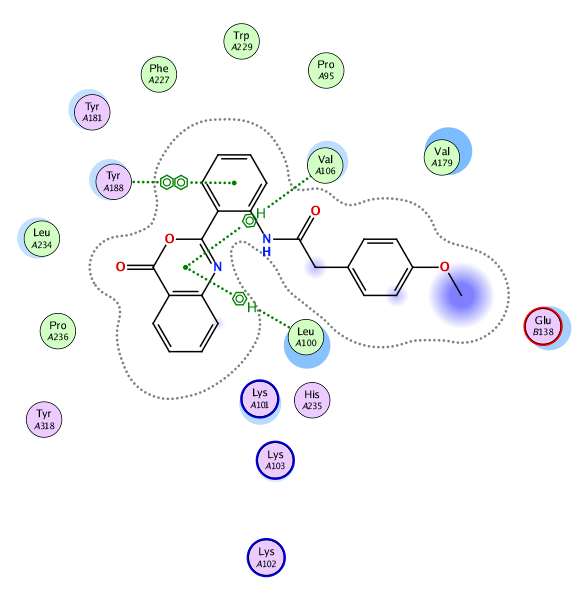 Trp
A229
Phe
A227
Pro
A95
Tyr
A181
Val
A179
Val
A106
Tyr
A188
O
H
Leu
A234
O
N
H
O
N
O
Pro
A236
H
Glu
B138
Leu
A100
Lys
A101
His
A235
Tyr
A318
Lys
A103
Lys
A102